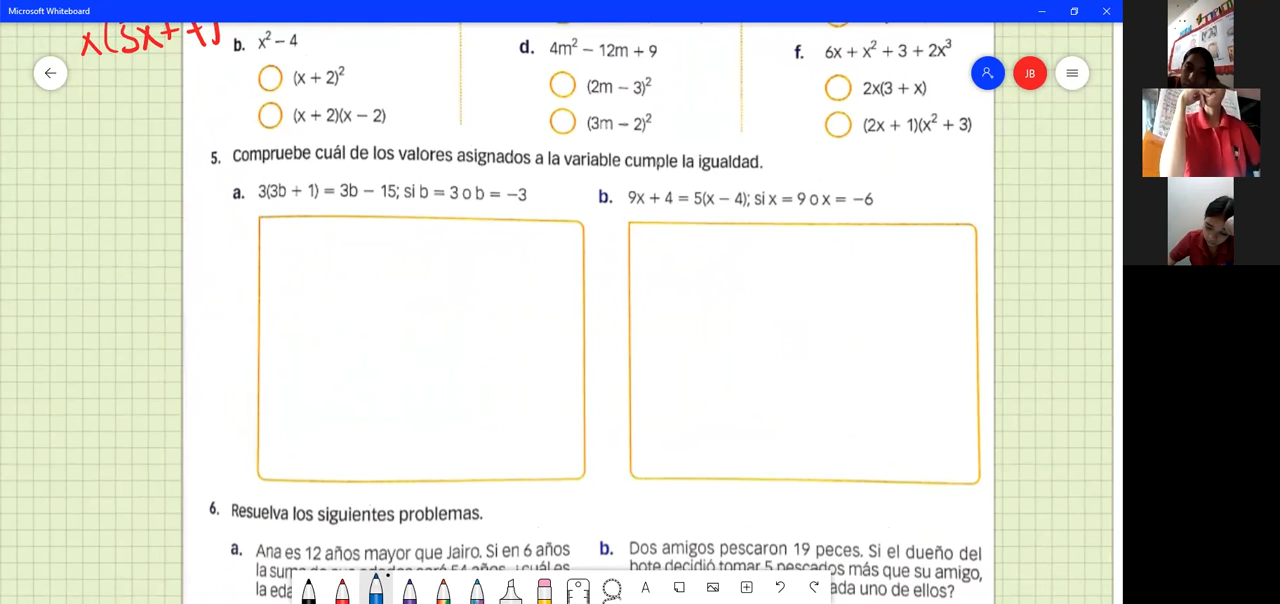 Microsoft Whiteboard
b. x² – 4
(x + 2)²
(x + 2)(x – 2)
d. 4m² – 12m + 9
(2m – 3)²
(3m – 2)²
f. 6x + x² + 3 + 2x³
2x(3 + x)
(2x + 1)(x² + 3)
JB
5. Compruebe cuál de los valores asignados a la variable cumple la igualdad.
a. 3(3b + 1) = 3b – 15; si b = 3 o b = –3
b. 9x + 4 = 5(x – 4); si x = 9 o x = –6
6. Resuelva los siguientes problemas.
a. Ana es 12 años mayor que Jairo. Si en 6 años
la suma
la
b. Dos amigos pescaron 19 peces. Si el dueño del
bote decidió tomar 5 pescados más que su amigo,
ada uno de ellos?
A